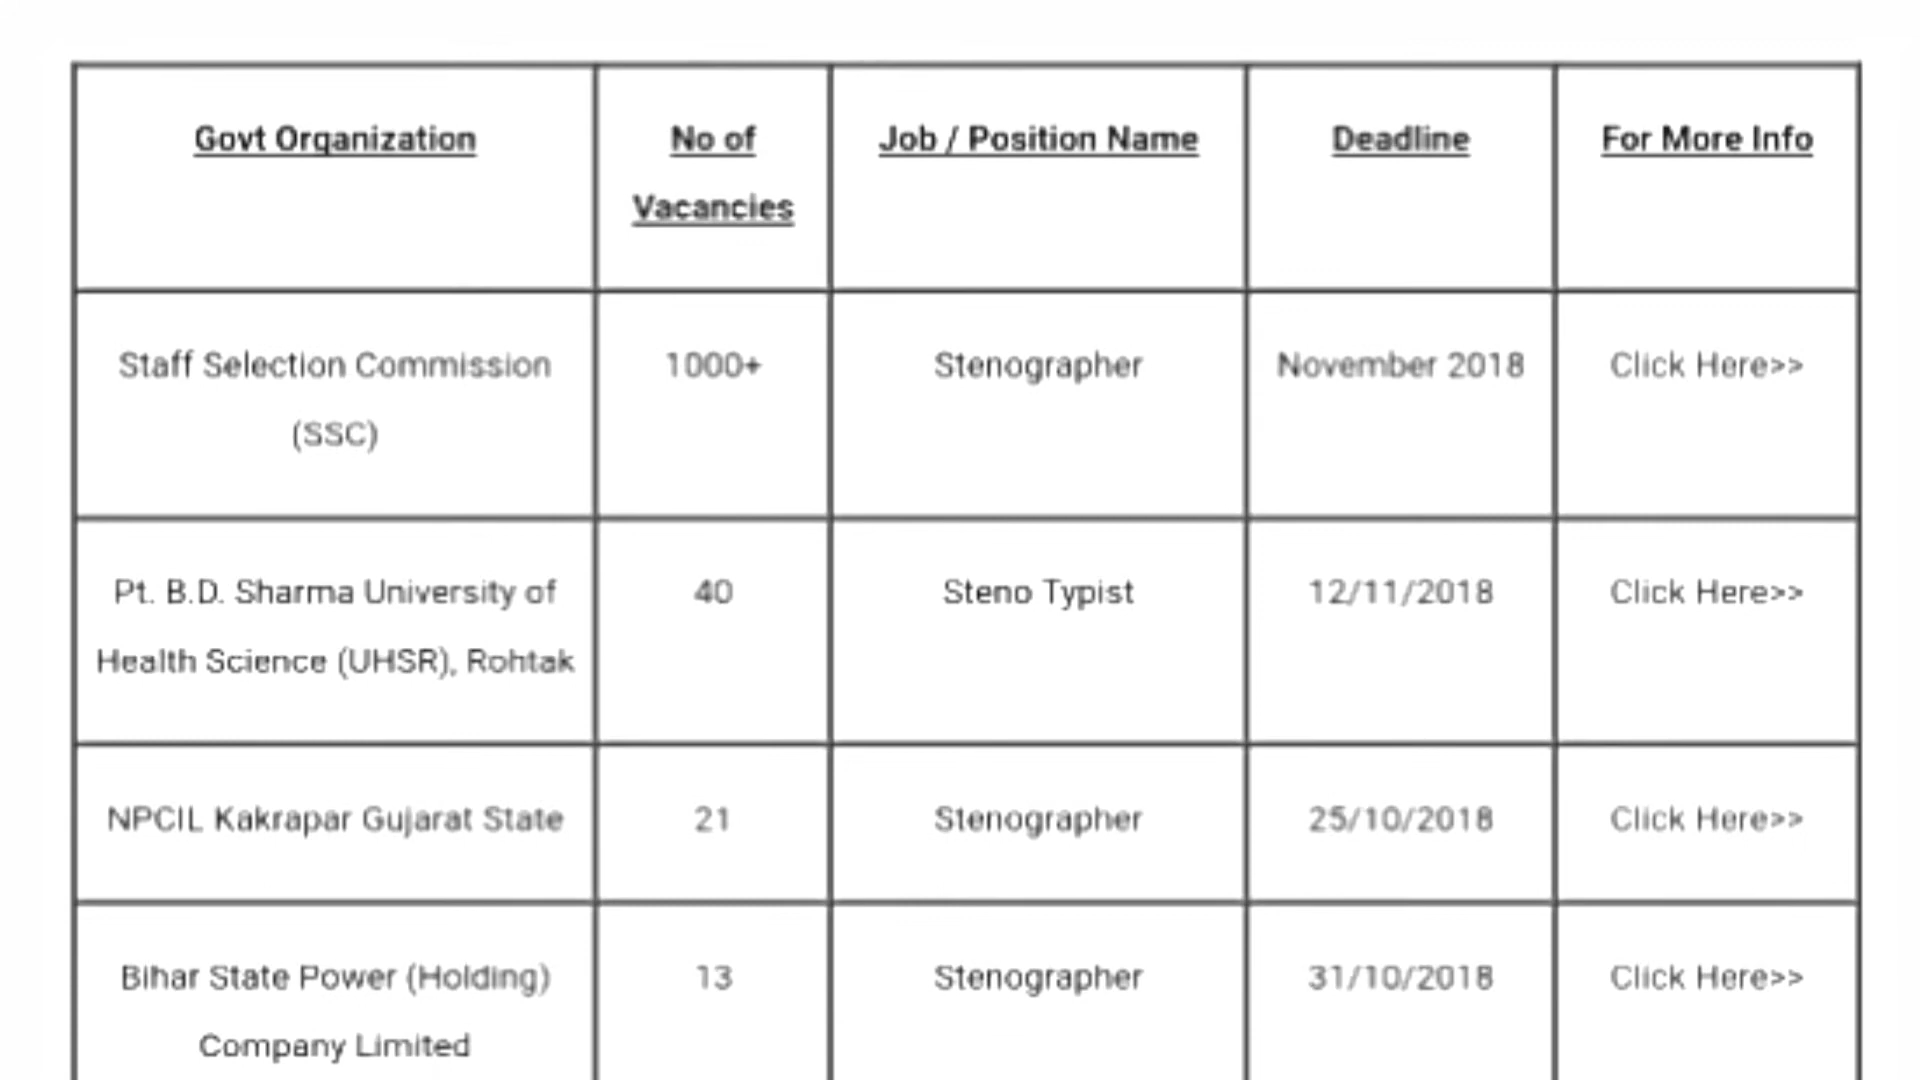 Govt Organization No of Job / Position Name Deadline For More Info
Vacancies
Staff Selection Commission 1000+ Stenographer November 2018 Click Here>>
(SSC)
Pt. B.D. Sharma University of 40 Steno Typist 12/11/2018 Click Here>>
Health Science (UHSR), Rohtak
NPCIL Kakrapar Gujarat State 21 Stenographer 25/10/2018 Click Here>>
Bihar State Power (Holding) 13 Stenographer 31/10/2018 Click Here>>
Company Limited